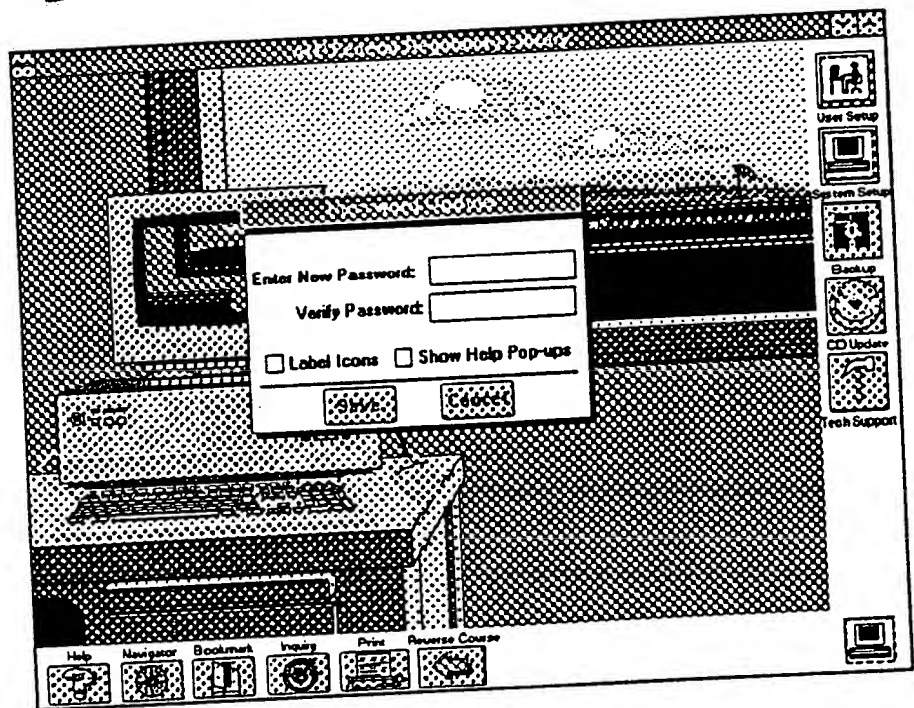 User Setup
System Setup
Enter New Password:
Backup
Verify Password:
CD Update
Label Icons
Show Help Pop-ups
Save
Cancel
Tech Support
Help
Navigator
Bookmark
Inquiry
Print
Reverse Course